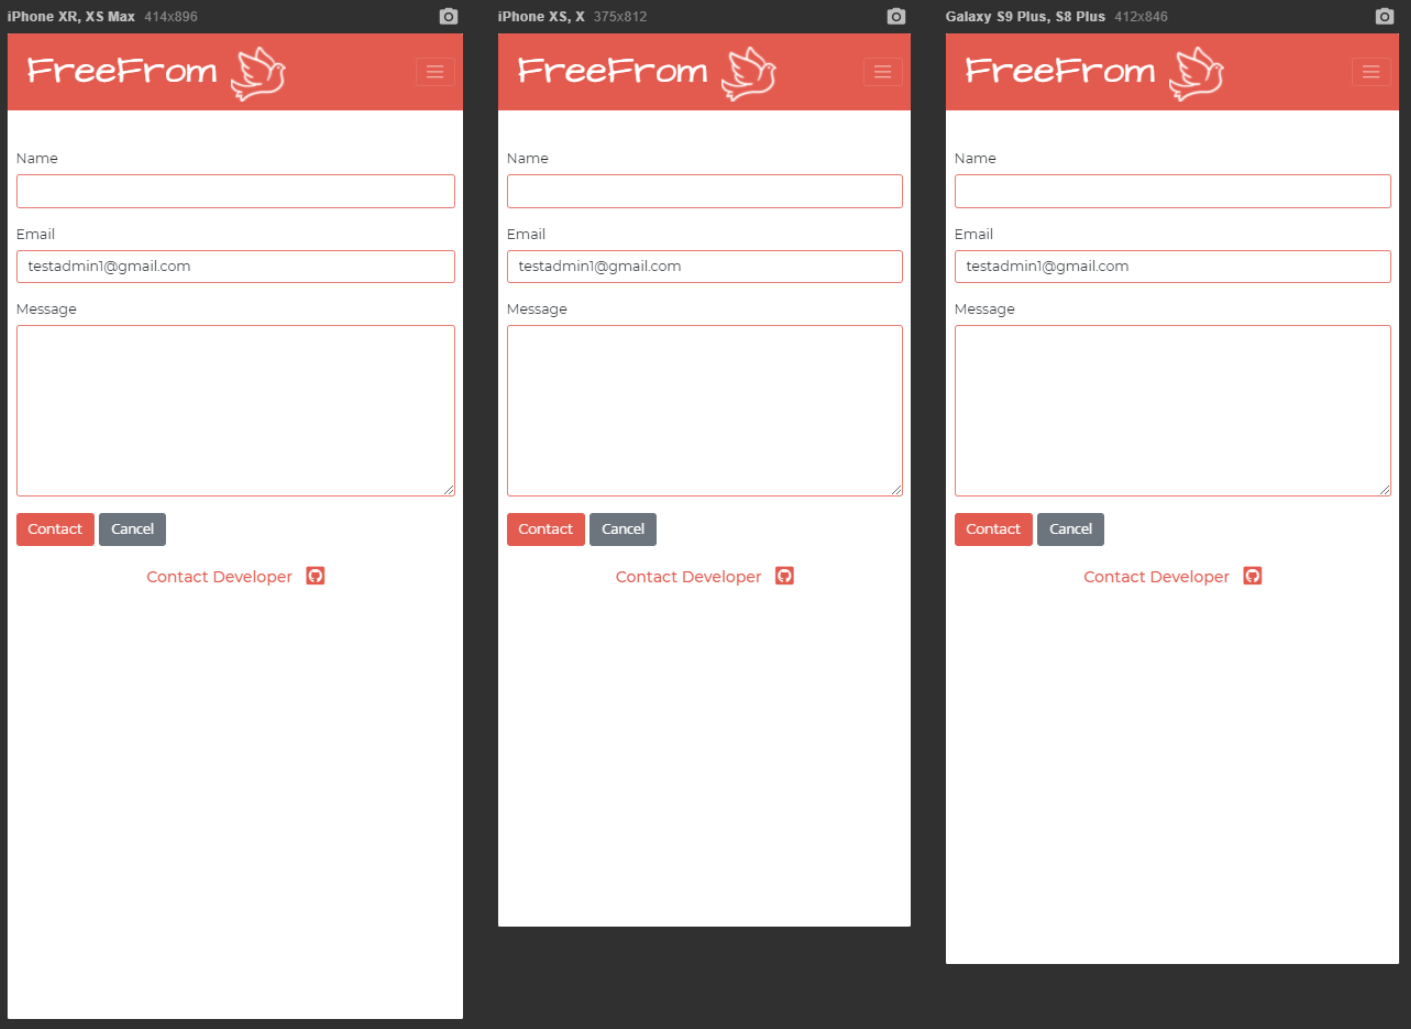 iPhone XR, XS Max 414x896
FreeFrom
Name
Email
testadmin1@gmail.com
Message
Contact Cancel
Contact Developer
iPhone XS, X 375x812
FreeFrom
Name
Email
testadmin1@gmail.com
Message
Contact Cancel
Contact Developer
Galaxy S9 Plus, S8 Plus 412x846
FreeFrom
Name
Email
testadmin1@gmail.com
Message
Contact Cancel
Contact Developer